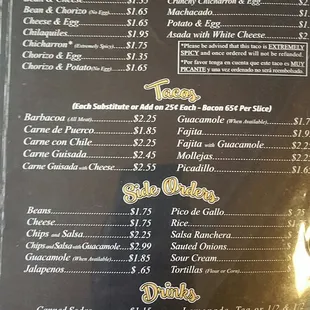 Bean & Cheese $1.35
Bean & Chorizo (No Egg) $1.65
Cheese & Egg $1.65
Chilaquiles $1.95
Chicharron* (Extremely Spicy) $1.75
Chorizo & Egg $1.35
Chorizo & Potato (No Egg) $1.65
Crunchy Chicharron & Egg
Machacado
Potato & Egg
Asada with White Cheese
*Please be advised that this taco is EXTREMELY
SPICY and once ordered will not be refunded.
*Por favor tenga en cuenta que este taco es MUY
PICANTE y una vez ordenado no será reembolsado.
Tacos
(Each Substitute or Add on 25¢ Each - Bacon 65¢ Per Slice)
Barbacoa (All Meat) $2.25
Carne de Puerco $1.85
Carne con Chile $2.25
Carne Guisada $2.45
Carne Guisada with Cheese $2.55
Guacamole (When Available)
Fajita
Fajita with Guacamole
Mollejas
Picadillo
Side Orders
Beans $1.75
Cheese $1.75
Chips and Salsa $2.25
Chips and Salsa with Guacamole $2.99
Guacamole (When Available) $1.85
Jalapenos $ .65
Pico de Gallo
Rice
Salsa Ranchera
Sauted Onions
Sour Cream
Tortillas (Flour or Corn)
Drinks